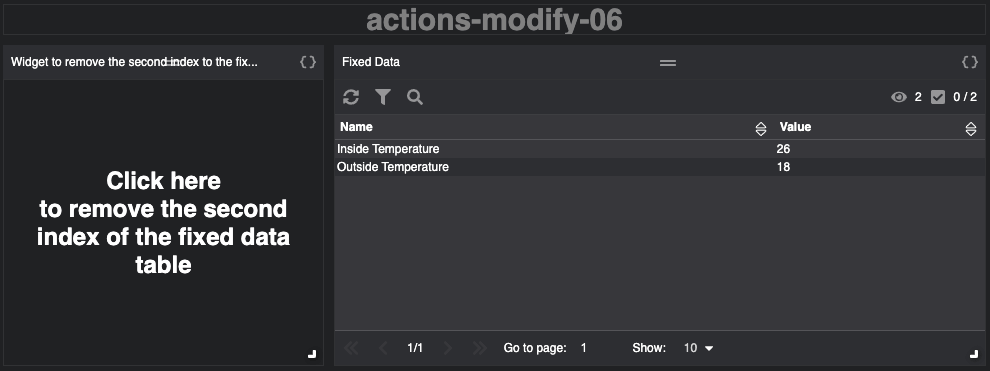 actions-modify-06
Widget to remove the second index to the fix...
Fixed Data
2
0 / 2
Name
Value
Inside Temperature
26
Outside Temperature
18
Click here
to remove the second
index of the fixed data
table
1/1
Go to page:
1
Show:
10